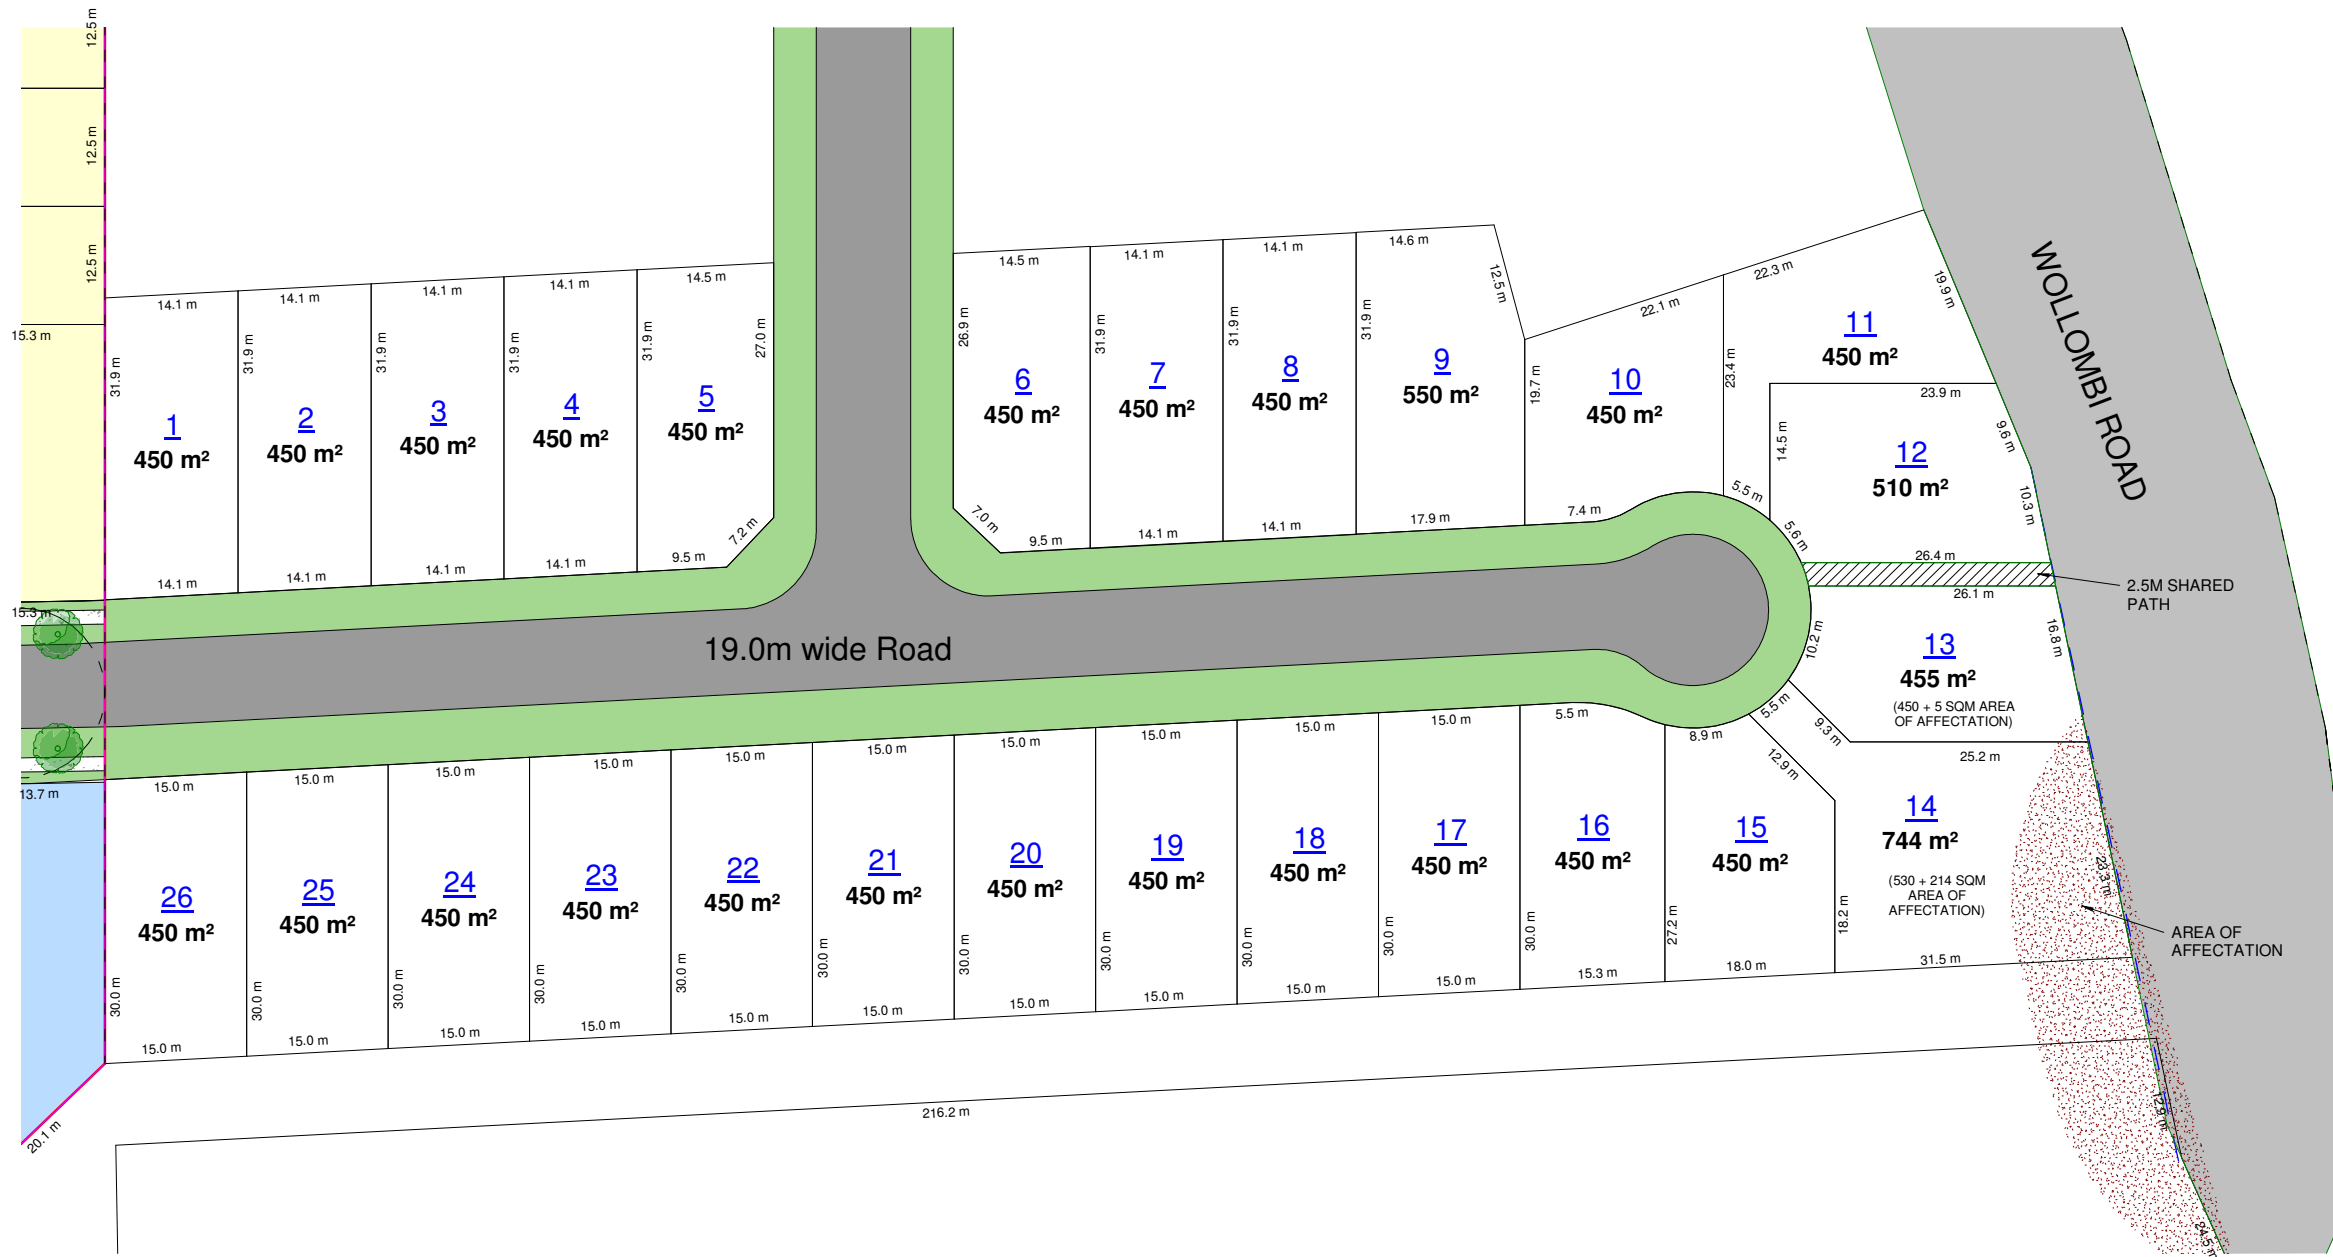 12.5 m
12.5 m
12.5 m
15.3 m
15.3 m
13.7 m
20.1 m
14.1 m
14.1 m
14.1 m
14.1 m
14.5 m
31.9 m
31.9 m
31.9 m
31.9 m
31.9 m
27.0 m
1
450 m²
2
450 m²
3
450 m²
4
450 m²
5
450 m²
14.1 m
14.1 m
14.1 m
14.1 m
9.5 m
7.2 m
14.5 m
14.1 m
14.1 m
14.6 m
12.5 m
26.9 m
31.9 m
31.9 m
31.9 m
6
450 m²
7
450 m²
8
450 m²
9
550 m²
7.0 m
9.5 m
14.1 m
14.1 m
17.9 m
22.1 m
19.7 m
10
450 m²
7.4 m
23.4 m
22.3 m
19.9 m
11
450 m²
5.5 m
23.9 m
14.5 m
9.6 m
12
510 m²
10.3 m
5.6 m
26.4 m
2.5M SHARED
PATH
26.1 m
10.2 m
16.8 m
13
455 m²
(450 + 5 SQM AREA
OF AFFECTATION)
WOLLOMBI ROAD
19.0m wide Road
5.5 m
9.3 m
25.2 m
14
744 m²
(530 + 214 SQM
AREA OF
AFFECTATION)
23.3 m
31.5 m
AREA OF
AFFECTATION
8.9 m
12.9 m
15
450 m²
18.2 m
27.2 m
18.0 m
5.5 m
16
450 m²
30.0 m
15.3 m
15.0 m
17
450 m²
30.0 m
15.0 m
15.0 m
18
450 m²
30.0 m
15.0 m
15.0 m
19
450 m²
30.0 m
15.0 m
15.0 m
20
450 m²
30.0 m
15.0 m
15.0 m
21
450 m²
30.0 m
15.0 m
15.0 m
22
450 m²
30.0 m
15.0 m
15.0 m
23
450 m²
30.0 m
15.0 m
15.0 m
24
450 m²
30.0 m
15.0 m
15.0 m
25
450 m²
30.0 m
15.0 m
15.0 m
26
450 m²
30.0 m
15.0 m
216.2 m
12.9 m
24.5 m